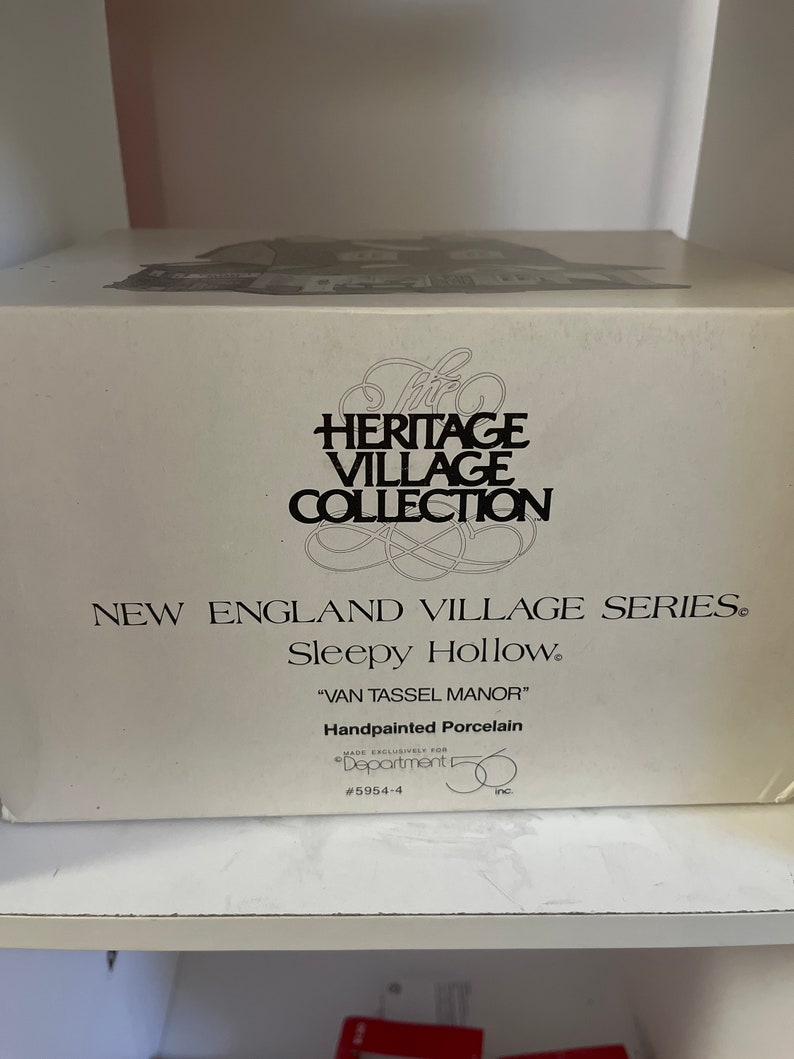 The
HERITAGE
VILLAGE
COLLECTION™
NEW ENGLAND VILLAGE SERIES©
Sleepy Hollow©
“VAN TASSEL MANOR”
Handpainted Porcelain
MADE EXCLUSIVELY FOR
©Department 56
#5954-4 inc.